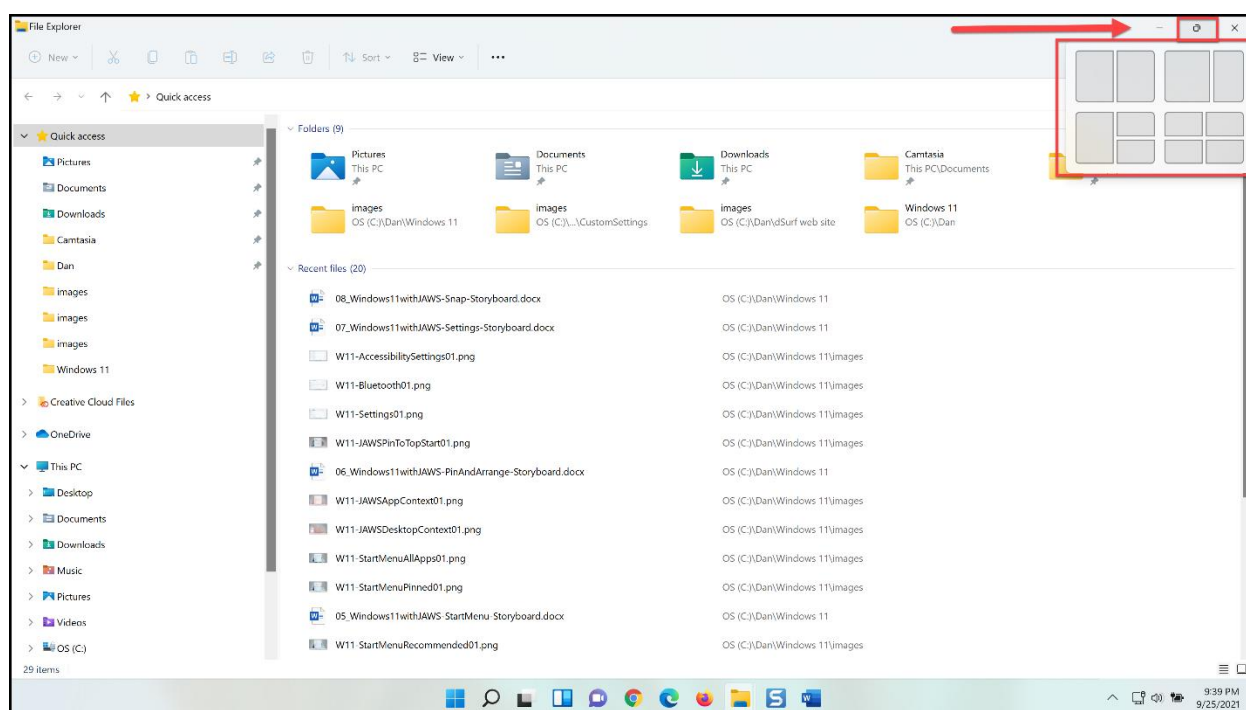 File Explorer
New
Sort
View
Quick access
Quick access
Pictures
Documents
Downloads
Camtasia
Dan
images
images
images
Windows 11
Creative Cloud Files
OneDrive
This PC
Desktop
Documents
Downloads
Music
Pictures
Videos
OS (C:)
Folders (9)
Pictures
This PC
Documents
This PC
Downloads
This PC
Camtasia
This PC\Documents
images
OS (C:)\Dan\Windows 11
images
OS (C:)\...\CustomSettings
images
OS (C:)\Dan\dSurf web site
Windows 11
OS (C:)\Dan
Recent files (20)
08_Windows11withJAWS-Snap-Storyboard.docx OS (C:)\Dan\Windows 11
07_Windows11withJAWS-Settings-Storyboard.docx OS (C:)\Dan\Windows 11
W11-AccessibilitySettings01.png OS (C:)\Dan\Windows 11\images
W11-Bluetooth01.png OS (C:)\Dan\Windows 11\images
W11-Settings01.png OS (C:)\Dan\Windows 11\images
W11-JAWSPinToTopStart01.png OS (C:)\Dan\Windows 11\images
06_Windows11withJAWS-PinAndArrange-Storyboard.docx OS (C:)\Dan\Windows 11
W11-JAWSAppContext01.png OS (C:)\Dan\Windows 11\images
W11-JAWSDesktopContext01.png OS (C:)\Dan\Windows 11\images
W11-StartMenuAllApps01.png OS (C:)\Dan\Windows 11\images
W11-StartMenuPinned01.png OS (C:)\Dan\Windows 11\images
05_Windows11withJAWS-StartMenu-Storyboard.docx OS (C:)\Dan\Windows 11
W11-StartMenuRecommended01.png OS (C:)\Dan\Windows 11\images
29 items
9:39 PM
9/25/2021